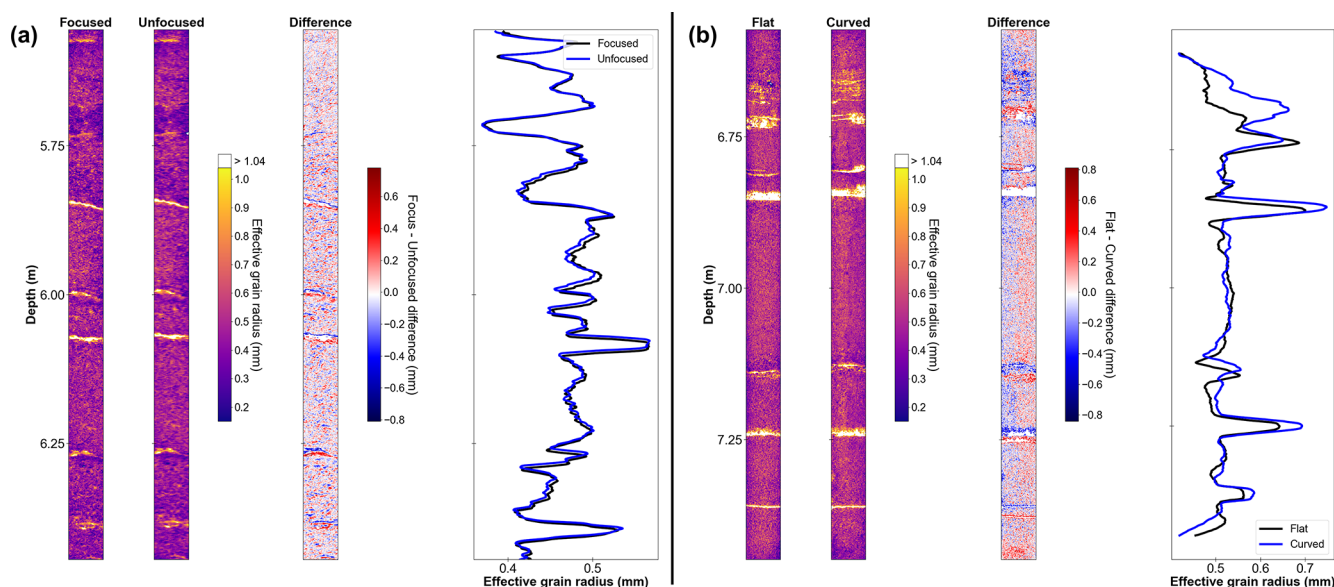 (a)
Focused
Unfocused
Difference
Depth (m)
5.75
6.00
6.25
> 1.04
1.0
0.9
0.8
0.7
0.6
0.5
0.4
0.3
0.2
Effective grain radius (mm)
0.6
0.4
0.2
0.0
−0.2
−0.4
−0.6
−0.8
Focus - Unfocused difference (mm)
Focused
Unfocused
0.4
0.5
Effective grain radius (mm)
(b)
Flat
Curved
Difference
Depth (m)
6.75
7.00
7.25
> 1.04
1.0
0.9
0.8
0.7
0.6
0.5
0.4
0.3
0.2
Effective grain radius (mm)
0.8
0.6
0.4
0.2
0.0
−0.2
−0.4
−0.6
−0.8
Flat - Curved difference (mm)
Flat
Curved
0.5
0.6
0.7
Effective grain radius (mm)